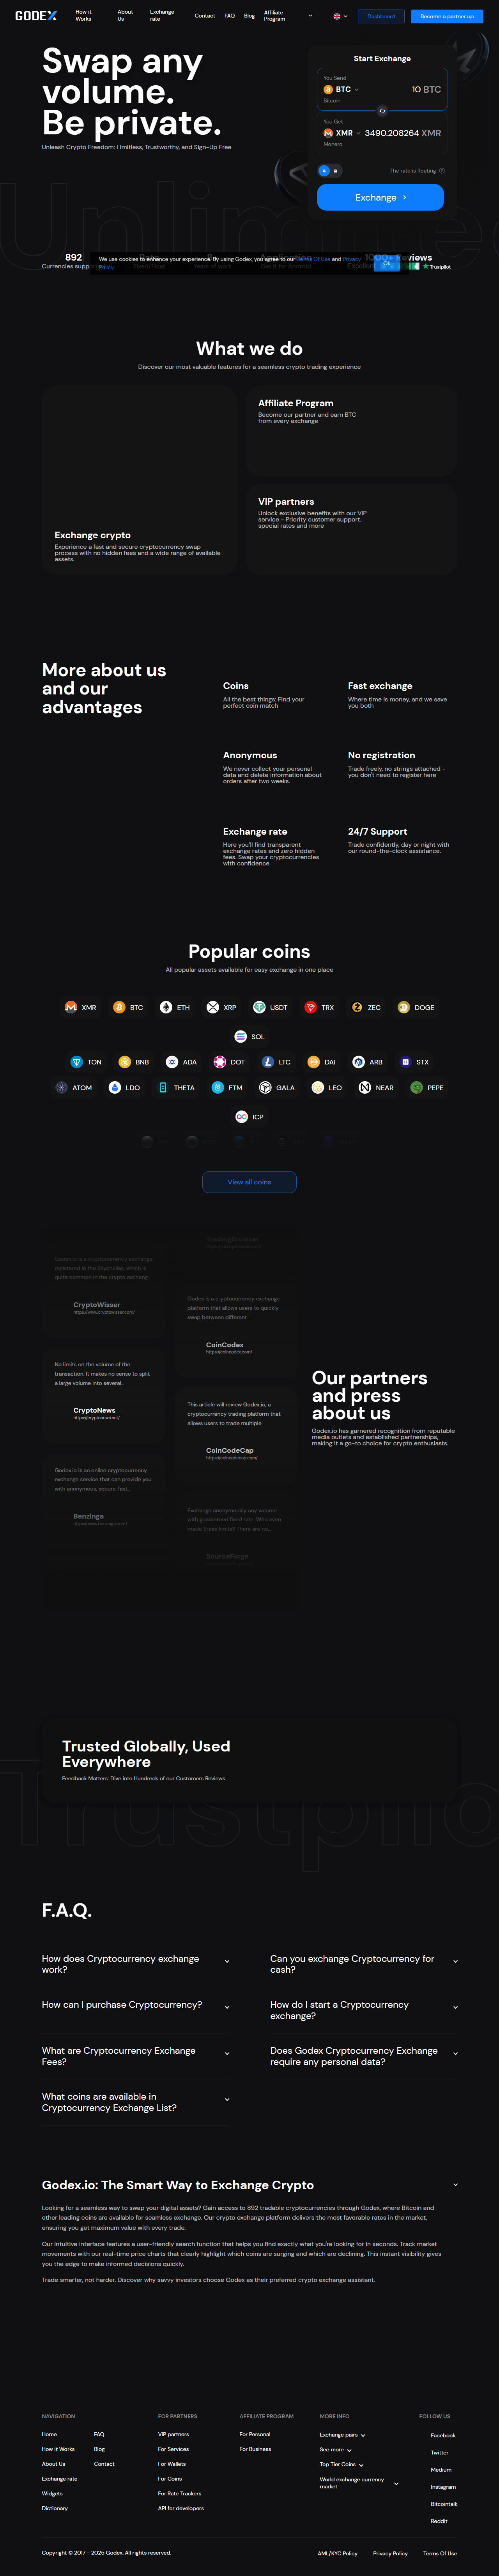 GODEX
How it Works
About Us
Exchange rate
Contact
FAQ
Blog
Affiliate Program
Dashboard
Become a partner up
Swap any
volume.
Be private.
Unleash Crypto Freedom: Limitless, Trustworthy, and Sign-Up Free
Start Exchange
You Send
BTC
10 BTC
Bitcoin
You Get
XMR
3490.208264 XMR
Monero
The rate is floating
Exchange
892
1000+ Reviews
Trustpilot
We use cookies to enhance your experience. By using Godex, you agree to our Terms Of Use and Privacy
Policy
Ok
What we do
Discover our most valuable features for a seamless crypto trading experience
Exchange crypto
Experience a fast and secure cryptocurrency swap
process with no hidden fees and a wide range of available
assets.
Affiliate Program
Become our partner and earn BTC
from every exchange
VIP partners
Unlock exclusive benefits with our VIP
service - Priority customer support,
special rates and more
More about us
and our
advantages
Coins
All the best things: Find your
perfect coin match
Fast exchange
Where time is money, and we save
you both
Anonymous
We never collect your personal
data and delete information about
orders after two weeks.
No registration
Trade freely, no strings attached -
you don't need to register here
Exchange rate
Here you'll find transparent
exchange rates and zero hidden
fees. Swap your cryptocurrencies
with confidence
24/7 Support
Trade confidently, day or night with
our round-the-clock assistance.
Popular coins
All popular assets available for easy exchange in one place
XMR
BTC
ETH
XRP
USDT
TRX
ZEC
DOGE
SOL
TON
BNB
ADA
DOT
LTC
DAI
ARB
STX
ATOM
LDO
THETA
FTM
GALA
LEO
NEAR
PEPE
ICP
View all coins
Godex.io is a cryptocurrency exchange
registered in the Seychelles, which is
quite common in the crypto exchang...
CryptoWisser
https://www.cryptowisser.com/
No limits on the volume of the
transaction. It makes no sense to split
a large volume into several...
CryptoNews
https://cryptonews.net/
Godex.io is an online cryptocurrency
exchange service that can provide you
with anonymous, secure, fast...
Benzinga
https://www.benzinga.com/
TradingBrowser
Godex is a cryptocurrency exchange
platform that allows users to quickly
swap between different...
CoinCodex
https://coincodex.com/
This article will review Godex.io, a
cryptocurrency trading platform that
allows users to trade multiple...
CoinCodeCap
https://coincodecap.com/
Exchange anonymously any volume
with guaranteed fixed rate. Who even
made those limits? There are no...
SourceForge
Our partners
and press
about us
Godex.io has garnered recognition from reputable
media outlets and established partnerships,
making it a go-to choice for crypto enthusiasts.
Trusted Globally, Used
Everywhere
Feedback Matters: Dive into Hundreds of our Customers Reviews
Trustpilot
F.A.Q.
How does Cryptocurrency exchange
work?
Can you exchange Cryptocurrency for
cash?
How can I purchase Cryptocurrency?
How do I start a Cryptocurrency
exchange?
What are Cryptocurrency Exchange
Fees?
Does Godex Cryptocurrency Exchange
require any personal data?
What coins are available in
Cryptocurrency Exchange List?
Godex.io: The Smart Way to Exchange Crypto
Looking for a seamless way to swap your digital assets? Gain access to 892 tradable cryptocurrencies through Godex, where Bitcoin and
other leading coins are available for seamless exchange. Our crypto exchange platform delivers the most favorable rates in the market,
ensuring you get maximum value with every trade.
Our intuitive interface features a user-friendly search function that helps you find exactly what you're looking for in seconds. Track market
movements with our real-time price charts that clearly highlight which coins are surging and which are declining. This instant visibility gives
you the edge to make informed decisions quickly.
Trade smarter, not harder. Discover why savvy investors choose Godex as their preferred crypto exchange assistant.
NAVIGATION
Home
How it Works
About Us
Exchange rate
Widgets
Dictionary
FAQ
Blog
Contact
FOR PARTNERS
VIP partners
For Services
For Wallets
For Coins
For Rate Trackers
API for developers
AFFILIATE PROGRAM
For Personal
For Business
MORE INFO
Exchange pairs
See more
Top Tier Coins
World exchange currency
market
FOLLOW US
Facebook
Twitter
Medium
Instagram
Bitcointalk
Reddit
Copyright © 2017 - 2025 Godex. All rights reserved.
AML/KYC Policy
Privacy Policy
Terms Of Use